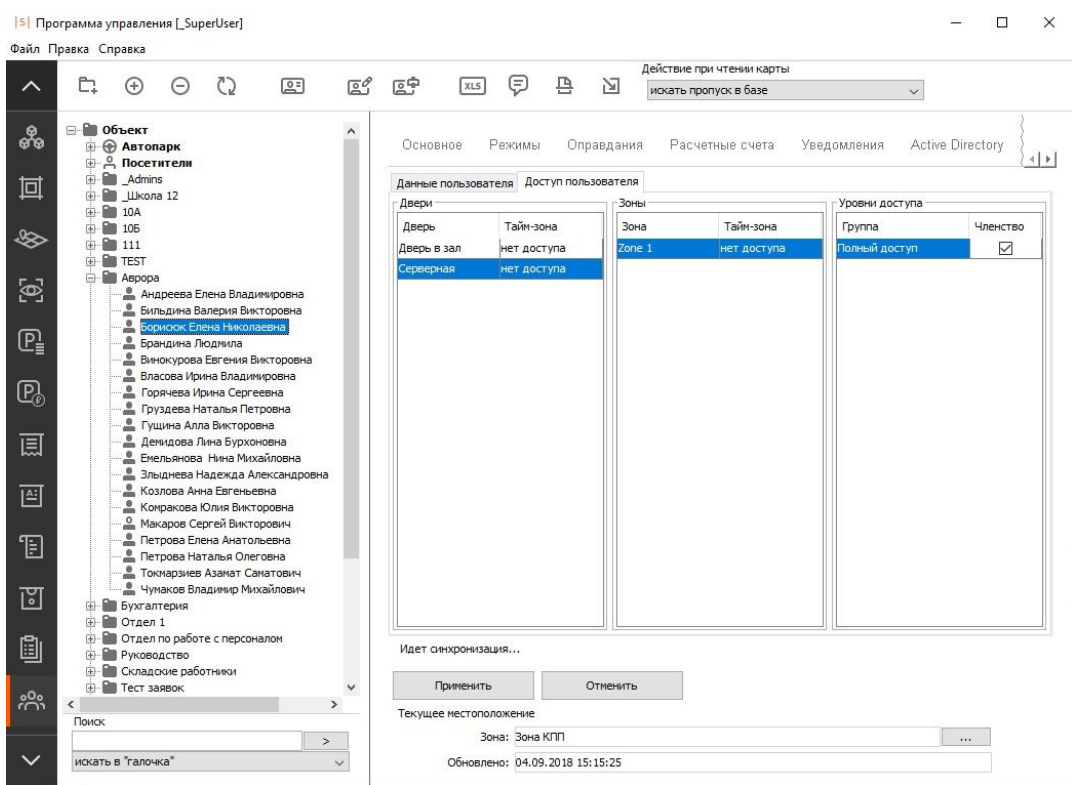 |S| Программа управления [_SuperUser]
Файл Правка Справка
Действие при чтении карты
XLS
искать пропуск в базе
Объект
Автопарк
Посетители
_Admins
_Школа 12
10А
10Б
111
TEST
Аврора
Андреева Елена Владимировна
Бильдина Валерия Викторовна
Борисюк Елена Николаевна
Брандина Людмила
Винокурова Евгения Викторовна
Власова Ирина Владимировна
Горячева Ирина Сергеевна
Груздева Наталья Петровна
Гущина Алла Викторовна
Демидова Лина Бурхоновна
Емельянова Нина Михайловна
Злыднева Надежда Александровна
Козлова Анна Евгеньевна
Комракова Юлия Викторовна
Макаров Сергей Викторович
Петрова Елена Анатольевна
Петрова Наталья Олеговна
Токмарзиев Азамат Саматович
Чумаков Владимир Михайлович
Бухгалтерия
Отдел 1
Отдел по работе с персоналом
Руководство
Складские работники
Тест заявок
Поиск
>
искать в "галочка"
Основное Режимы Оправдания Расчетные счета Уведомления Active Directory
Данные пользователя Доступ пользователя
Двери Зоны Уровни доступа
Дверь Тайм-зона Зона Тайм-зона Группа Членство
Дверь в зал нет доступа Zone 1 нет доступа Полный доступ
Серверная нет доступа
Идет синхронизация...
Применить Отменить
Текущее местоположение
Зона: Зона КПП ...
Обновлено: 04.09.2018 15:15:25